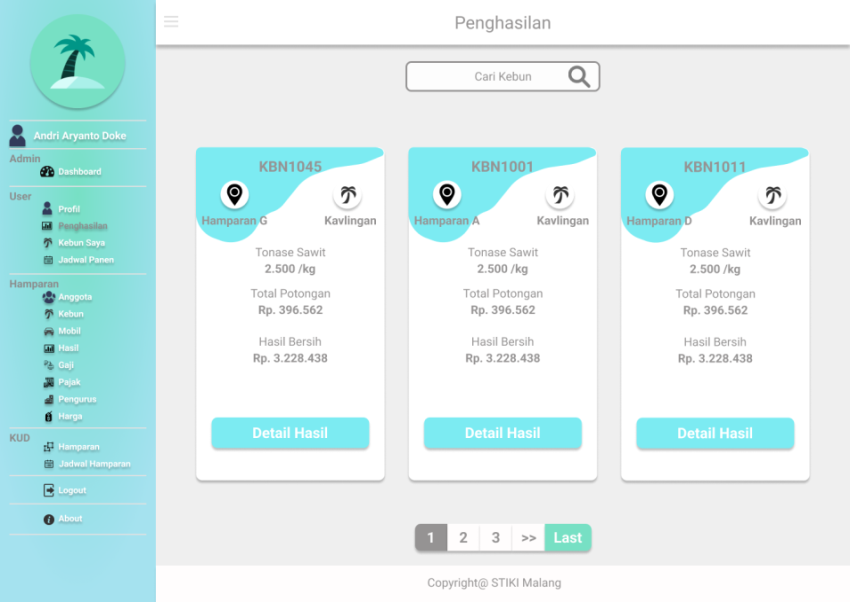 Penghasilan
Cari Kebun
Andri Aryanto Doke
Admin
Dashboard
User
Profil
Penghasilan
Kebun Saya
Jadwal Panen
Hamparan
Anggota
Kebun
Mobil
Hasil
Gaji
Pajak
Pengurus
Harga
KUD
Hamparan
Jadwal Hamparan
Logout
About
KBN1045
Hamparan G
Kavlingan
Tonase Sawit
2.500 /kg
Total Potongan
Rp. 396.562
Hasil Bersih
Rp. 3.228.438
Detail Hasil
KBN1001
Hamparan A
Kavlingan
Tonase Sawit
2.500 /kg
Total Potongan
Rp. 396.562
Hasil Bersih
Rp. 3.228.438
Detail Hasil
KBN1011
Hamparan D
Kavlingan
Tonase Sawit
2.500 /kg
Total Potongan
Rp. 396.562
Hasil Bersih
Rp. 3.228.438
Detail Hasil
1 2 3 >> Last
Copyright@ STIKI Malang